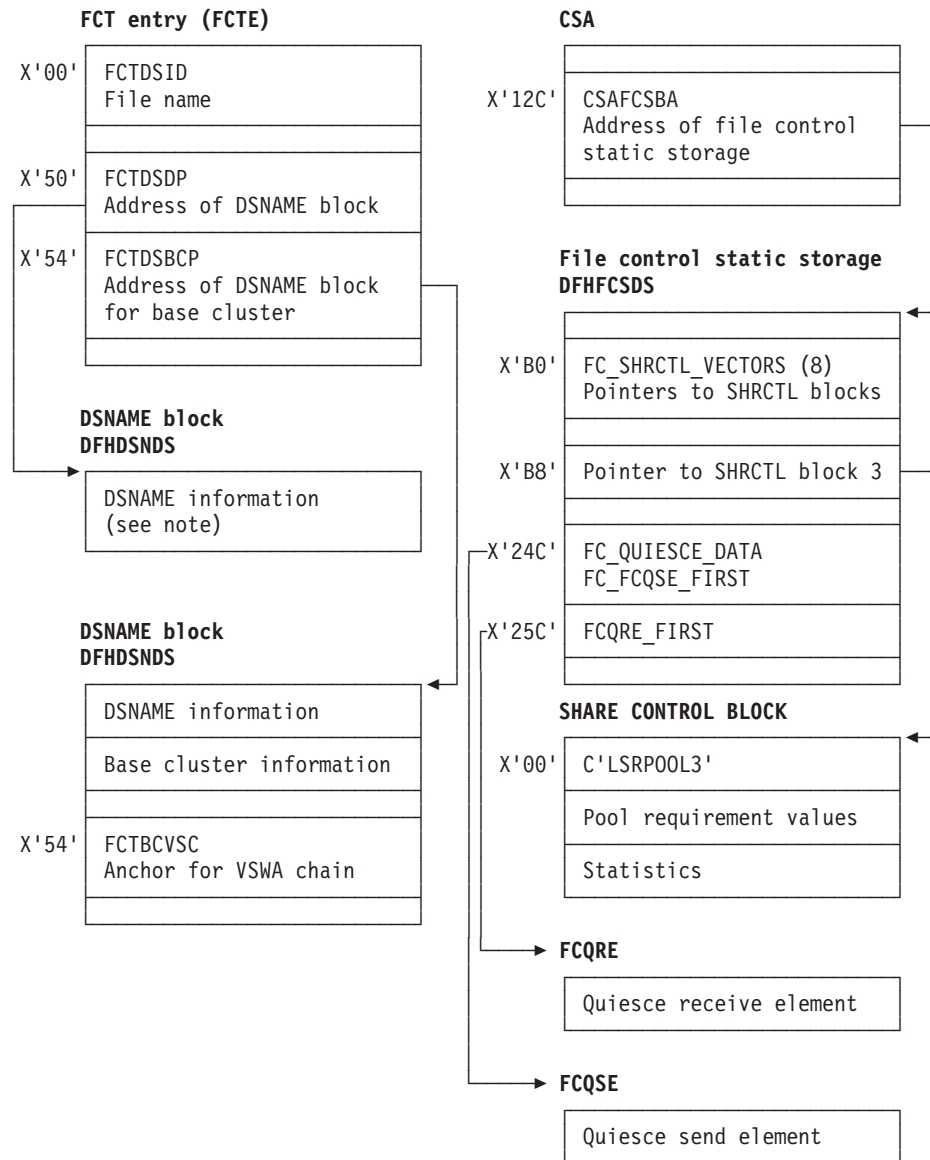 FCT entry (FCTE)
X'00'
FCTDSID
File name
X'50'
FCTDSDP
Address of DSNAME block
X'54'
FCTDSBCP
Address of DSNAME block
for base cluster
DSNAME block
DFHDSNDS
DSNAME information
(see note)
DSNAME block
DFHDSNDS
DSNAME information
Base cluster information
X'54'
FCTBCVSC
Anchor for VSWA chain
CSA
X'12C'
CSAFCSBA
Address of file control
static storage
File control static storage
DFHFCSDS
X'B0'
FC_SHRCTL_VECTORS (8)
Pointers to SHRCTL blocks
X'B8'
Pointer to SHRCTL block 3
X'24C'
FC_QUIESCE_DATA
FC_FCQSE_FIRST
X'25C'
FCQRE_FIRST
SHARE CONTROL BLOCK
X'00'
C'LSRPOOL3'
Pool requirement values
Statistics
FCQRE
Quiesce receive element
FCQSE
Quiesce send element